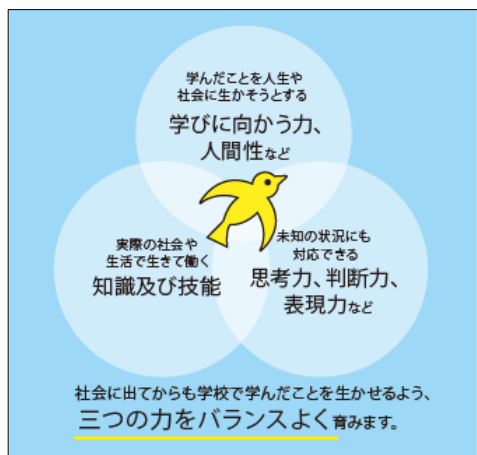 学んだことを人生や
社会に生かそうとする
学びに向かう力、
人間性など
実際の社会や
生活で生きて働く
知識及び技能
未知の状況にも
対応できる
思考力、判断力、
表現力など
社会に出てからも学校で学んだことを生かせるよう、
三つの力をバランスよく育みます。